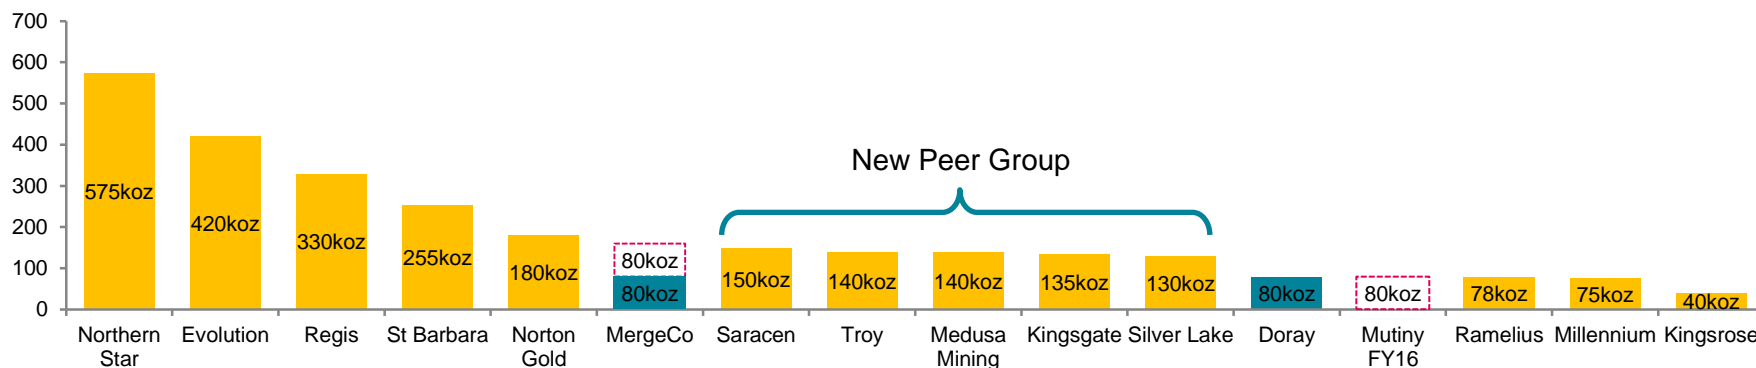 700
600
500
400
300
200
100
0
New Peer Group
575koz
420koz
330koz
255koz
180koz
80koz
80koz
150koz
140koz
140koz
135koz
130koz
80koz
80koz
78koz
75koz
40koz
Northern
Star
Evolution
Regis
St Barbara
Norton
Gold
MergeCo
Saracen
Troy
Medusa
Mining
Kingsgate
Silver Lake
Doray
Mutiny
FY16
Ramelius
Millennium
Kingsrose